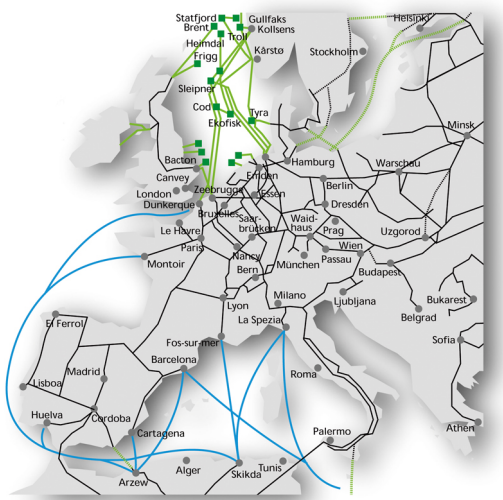 Statfjord
Gullfaks
Brent
Kollsens
Troll
Heimdal
Frigg
Kårstø
Stockholm
Helsinki
Sleipner
Cod
Ekofisk
Tyra
Minsk
Bacton
Emden
Hamburg
Warschau
Canvey
London
Zeebrugge
Essen
Berlin
Dunkerque
Bruxelles
Dresden
Saar-
brücken
Waid-
haus
Prag
Uzgorod
Le Havre
Paris
Nancy
Wien
Passau
Montoir
Bern
München
Budapest
Lyon
Milano
Ljubljana
Bukarest
El Ferrol
La Spezia
Belgrad
Fos-sur-mer
Sofia
Barcelona
Madrid
Roma
Lisboa
Huelva
Cordoba
Cartagena
Palermo
Athen
Alger
Skikda
Tunis
Arzew